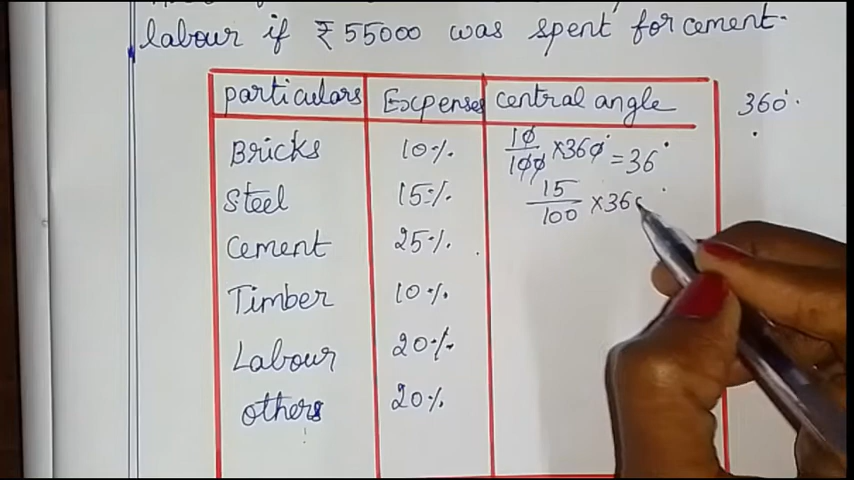 labour if ₹55000 was spent for cement.
particulars Expenses central angle 360°
Bricks 10% 10/100 ×360° = 36°
Steel 15% 15/100 ×36
Cement 25%
Timber 10%
Labour 20%
others 20%